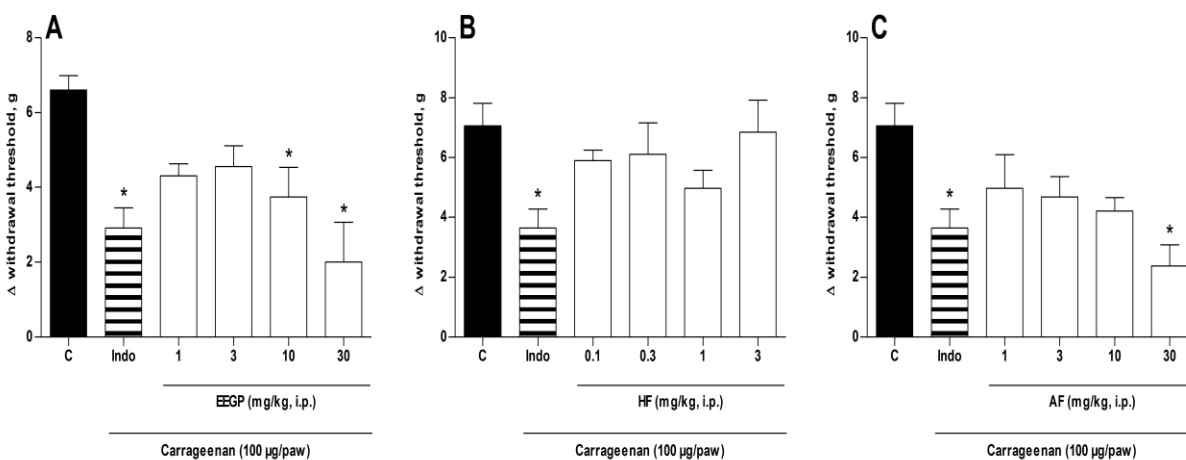 A
Δ withdrawal threshold, g
8
6
4
2
0
*
*
*
C Indo 1 3 10 30
EEGP (mg/kg, i.p.)
Carrageenan (100 µg/paw)
B
Δ withdrawal threshold, g
10
8
6
4
2
0
*
C Indo 0.1 0.3 1 3
HF (mg/kg, i.p.)
Carrageenan (100 µg/paw)
C
Δ withdrawal threshold, g
10
8
6
4
2
0
*
*
C Indo 1 3 10 30
AF (mg/kg, i.p.)
Carrageenan (100 µg/paw)